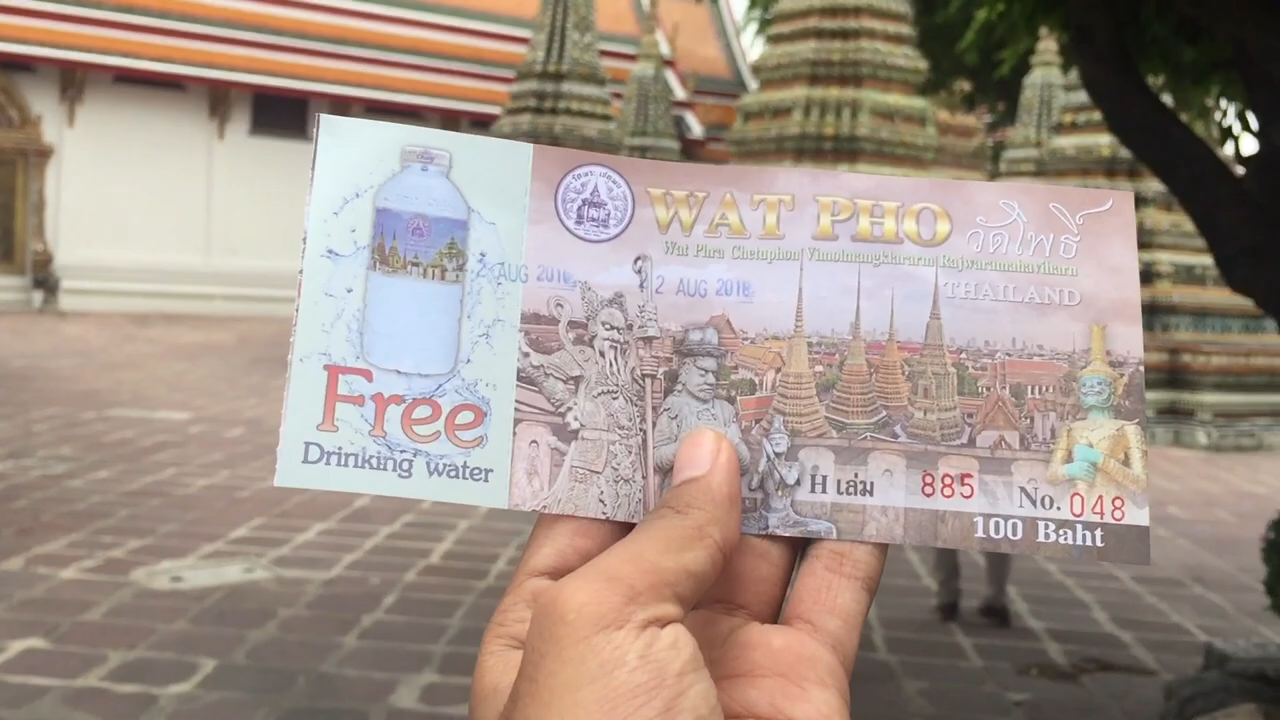 Free
Drinking water
2 AUG 2018
WAT PHO วัดโพธิ์
Wat Phra Chetuphon Vimolmangklararm Rajwaramahaviharn
THAILAND
2 2 AUG 2018
H เล่ม 885 No. 048
100 Baht